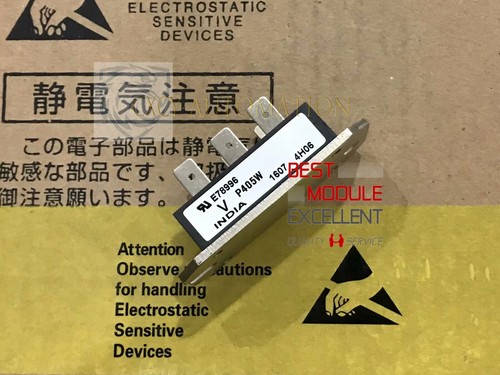 ELECTROSTATIC
SENSITIVE
DEVICES
静電気注意
この電子部品は静電
敏感な部品です。
御注意願います。
E78996
V P405W 1607 4H06
INDIA
BEST
MODULE
EXCELLENT
QUALITY SERVICE
Attention
Observe
for handling
Electrostatic
Sensitive
Devices